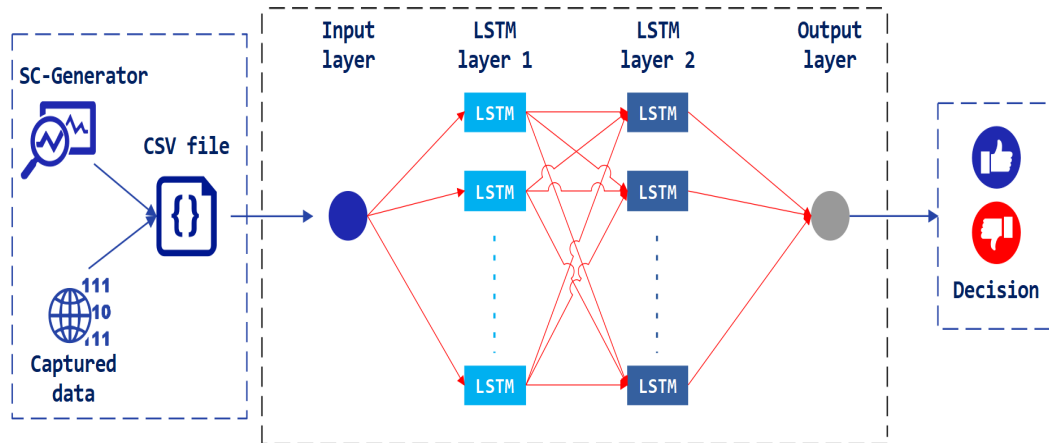 SC-Generator
CSV file
{}
111
10
11
Captured
data
Input
layer
LSTM
layer 1
LSTM
layer 2
Output
layer
LSTM
LSTM
LSTM
LSTM
LSTM
LSTM
Decision